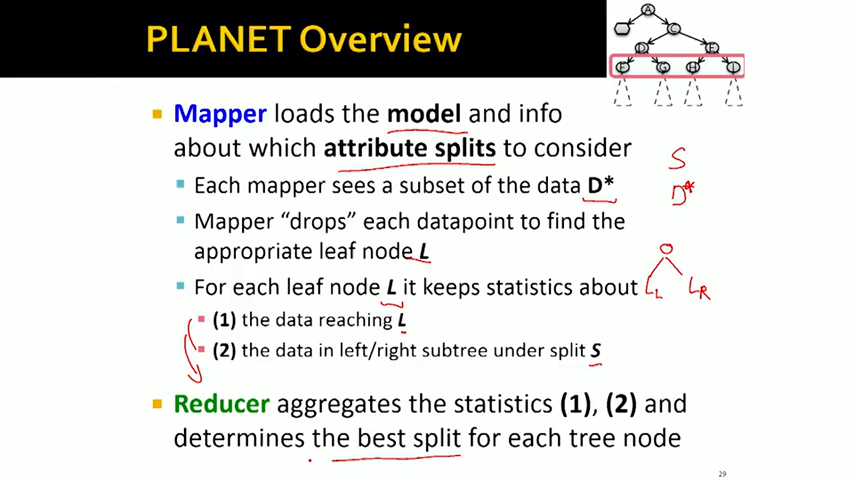 PLANET Overview
A
C
D
E
F
G
H
I
Mapper loads the model and info
about which attribute splits to consider
S
Each mapper sees a subset of the data D*
D*
Mapper “drops” each datapoint to find the
appropriate leaf node L
For each leaf node L it keeps statistics about
L_L L_R
(1) the data reaching L
(2) the data in left/right subtree under split S
Reducer aggregates the statistics (1), (2) and
determines the best split for each tree node
29